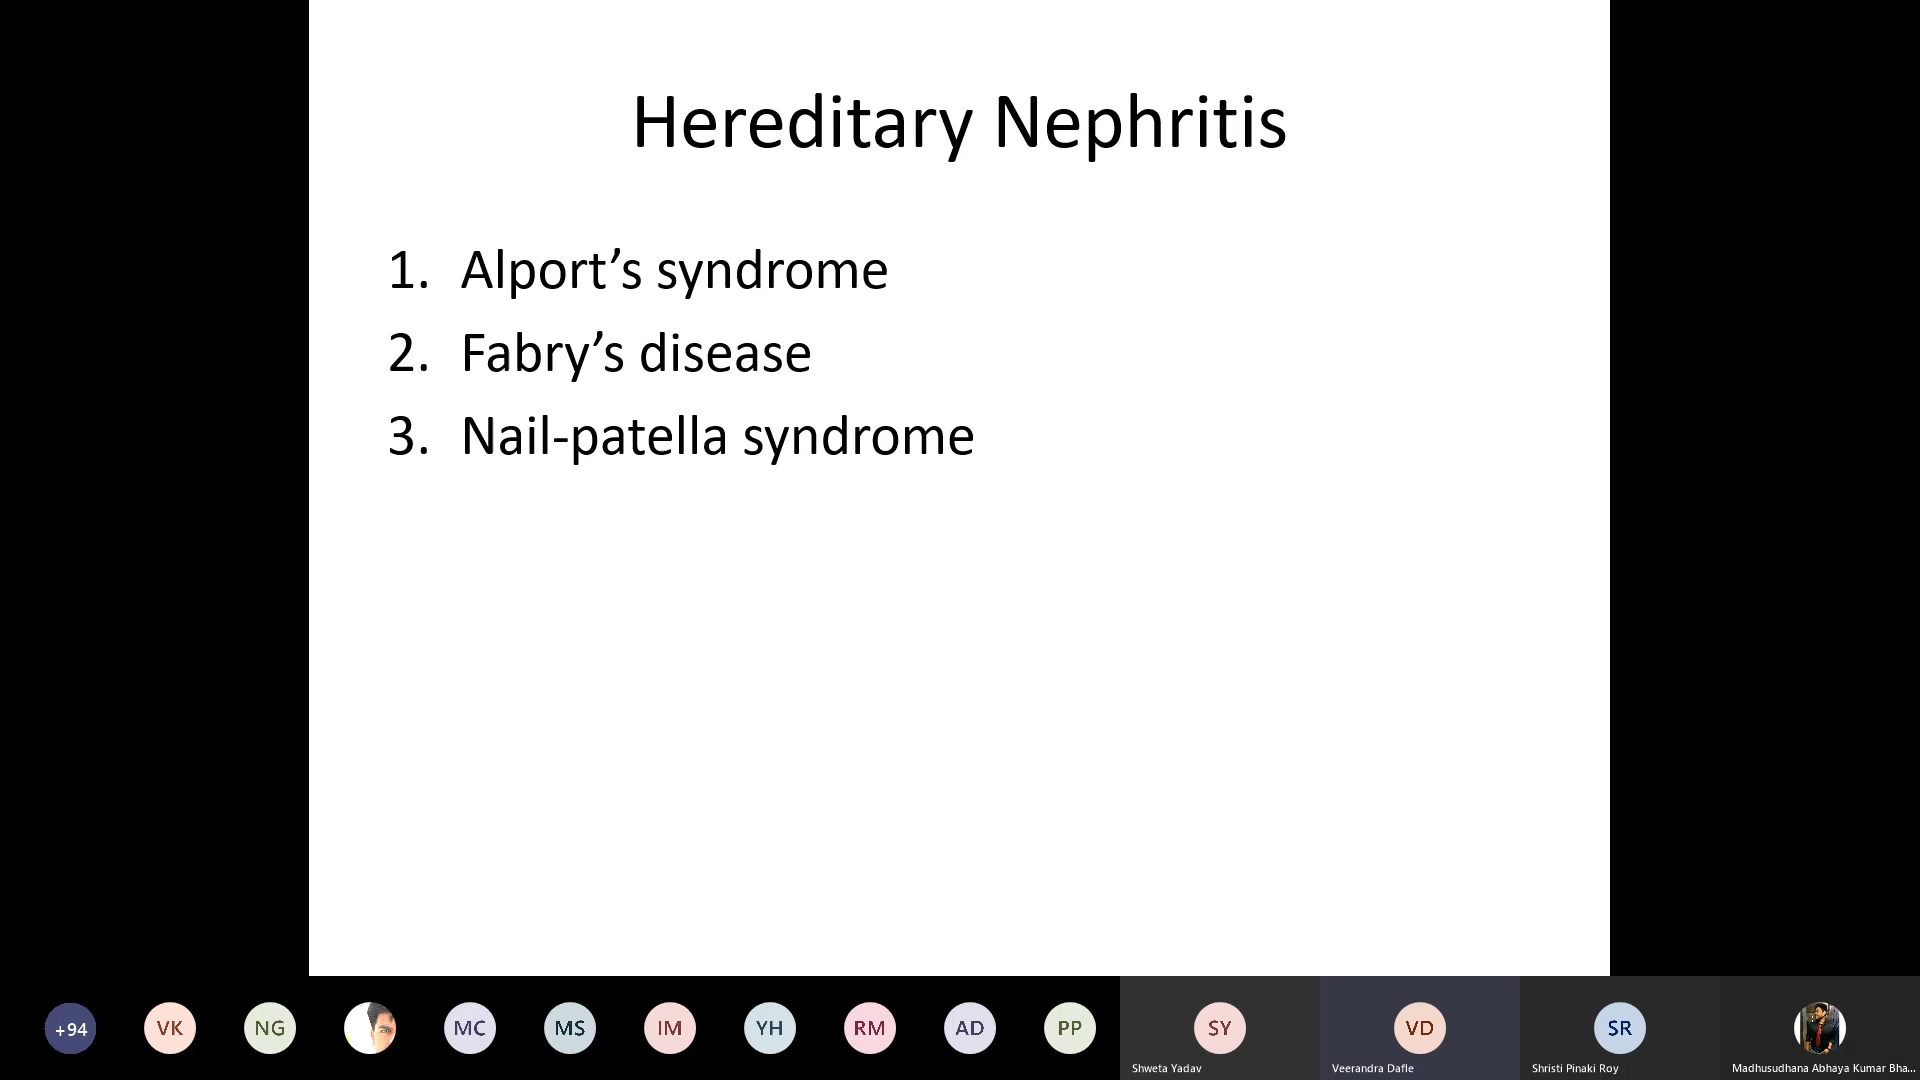 Hereditary Nephritis
1. Alport’s syndrome
2. Fabry’s disease
3. Nail-patella syndrome
+94
VK
NG
MC
MS
IM
YH
RM
AD
PP
SY
VD
SR
Shweta Yadav
Veerandra Dafle
Shristi Pinaki Roy
Madhusudhana Abhaya Kumar Bha...